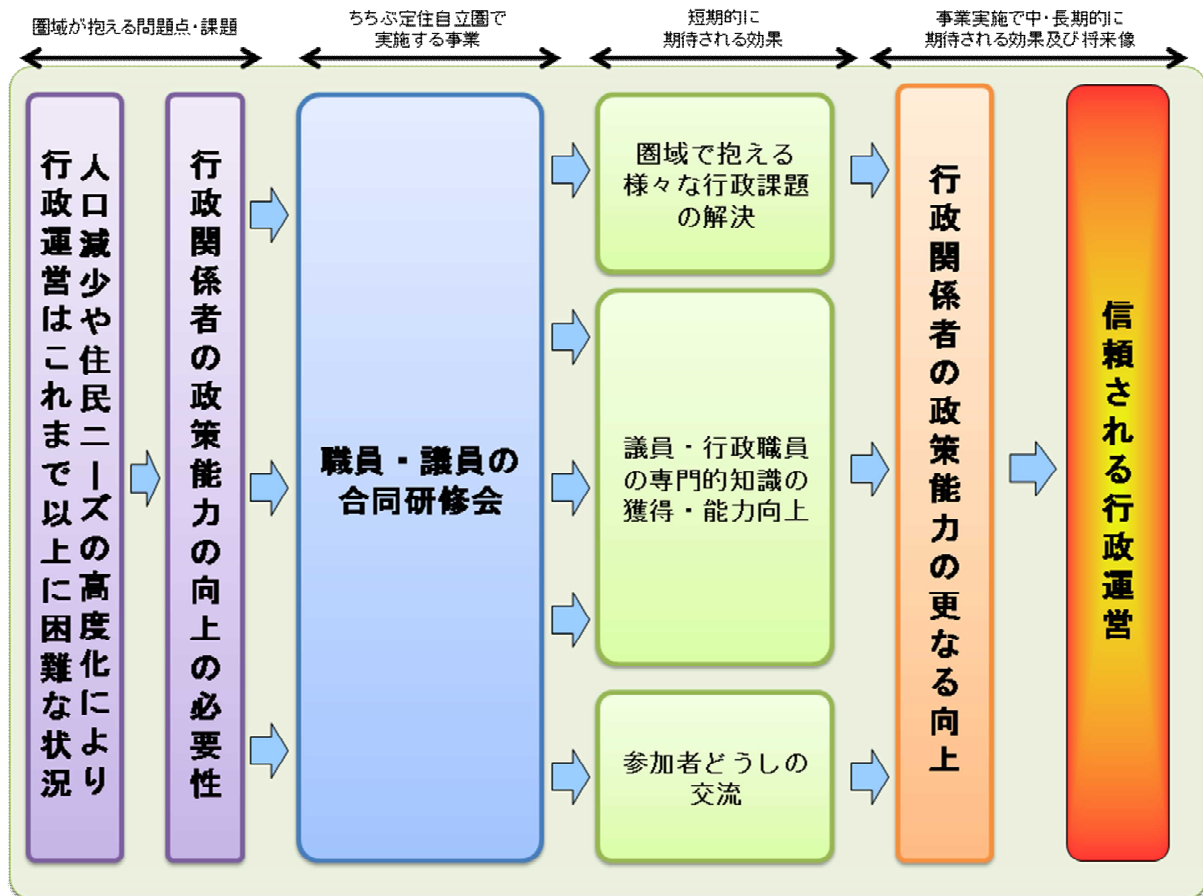 圏域が抱える問題点・課題
ちちぶ定住自立圏で
実施する事業
短期的に
期待される効果
事業実施で中・長期的に
期待される効果及び将来像
人口減少や住民ニーズの高度化により
行政運営はこれまで以上に困難な状況
行政関係者の政策能力の向上の必要性
職員・議員の
合同研修会
圏域で抱える
様々な行政課題
の解決
議員・行政職員
の専門的知識の
獲得・能力向上
参加者どうしの
交流
行政関係者の政策能力の更なる向上
信頼される行政運営